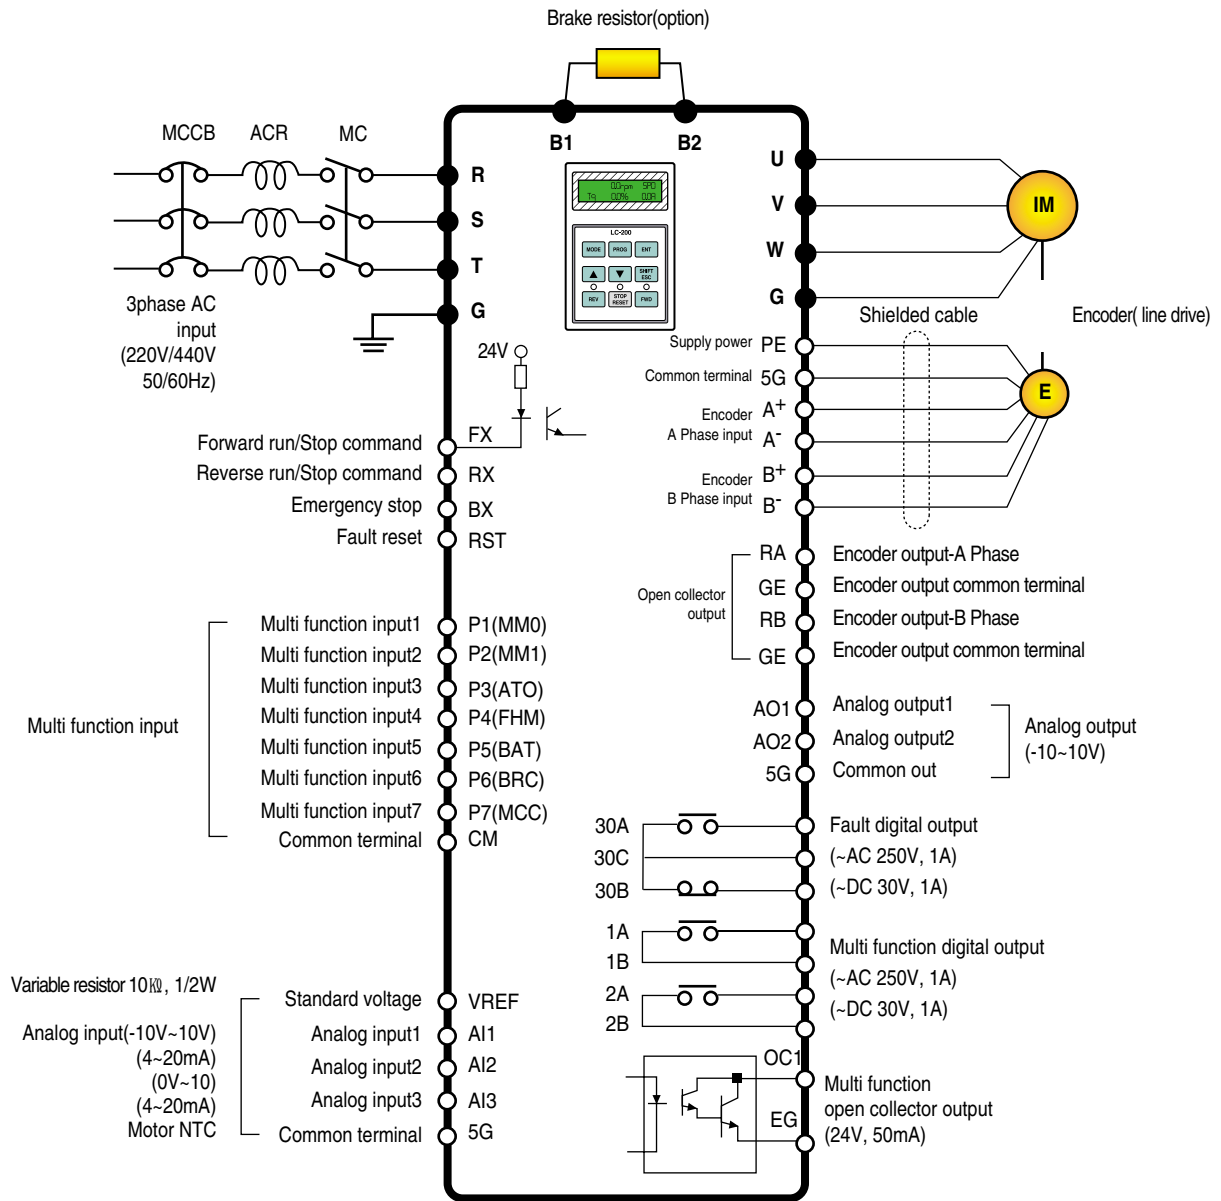 Brake resistor(option)
B1
B2
MCCB
ACR
MC
R
S
T
G
3phase AC
input
(220V/440V
50/60Hz)
0.0rpm SPD
Tq 0.0% 0.0A
LC-200
MODE
PROG
ENT
▲
▼
SHIFT
ESC
REV
STOP
RESET
FWD
U
V
W
G
IM
Shielded cable
Encoder( line drive)
E
Supply power PE
Common terminal 5G
Encoder
A Phase input
A+
A-
Encoder
B Phase input
B+
B-
24V
Forward run/Stop command FX
Reverse run/Stop command RX
Emergency stop BX
Fault reset RST
Open collector
output
RA Encoder output-A Phase
GE Encoder output common terminal
RB Encoder output-B Phase
GE Encoder output common terminal
Multi function input
Multi function input1 P1(MM0)
Multi function input2 P2(MM1)
Multi function input3 P3(ATO)
Multi function input4 P4(FHM)
Multi function input5 P5(BAT)
Multi function input6 P6(BRC)
Multi function input7 P7(MCC)
Common terminal CM
AO1 Analog output1
AO2 Analog output2
5G Common out
Analog output
(-10~10V)
30A
30C
30B
Fault digital output
(~AC 250V, 1A)
(~DC 30V, 1A)
1A
1B
2A
2B
Multi function digital output
(~AC 250V, 1A)
(~DC 30V, 1A)
Variable resistor 10㏀, 1/2W
Analog input(-10V~10V)
(4~20mA)
(0V~10)
(4~20mA)
Motor NTC
Standard voltage VREF
Analog input1 AI1
Analog input2 AI2
Analog input3 AI3
Common terminal 5G
OC1
EG
Multi function
open collector output
(24V, 50mA)